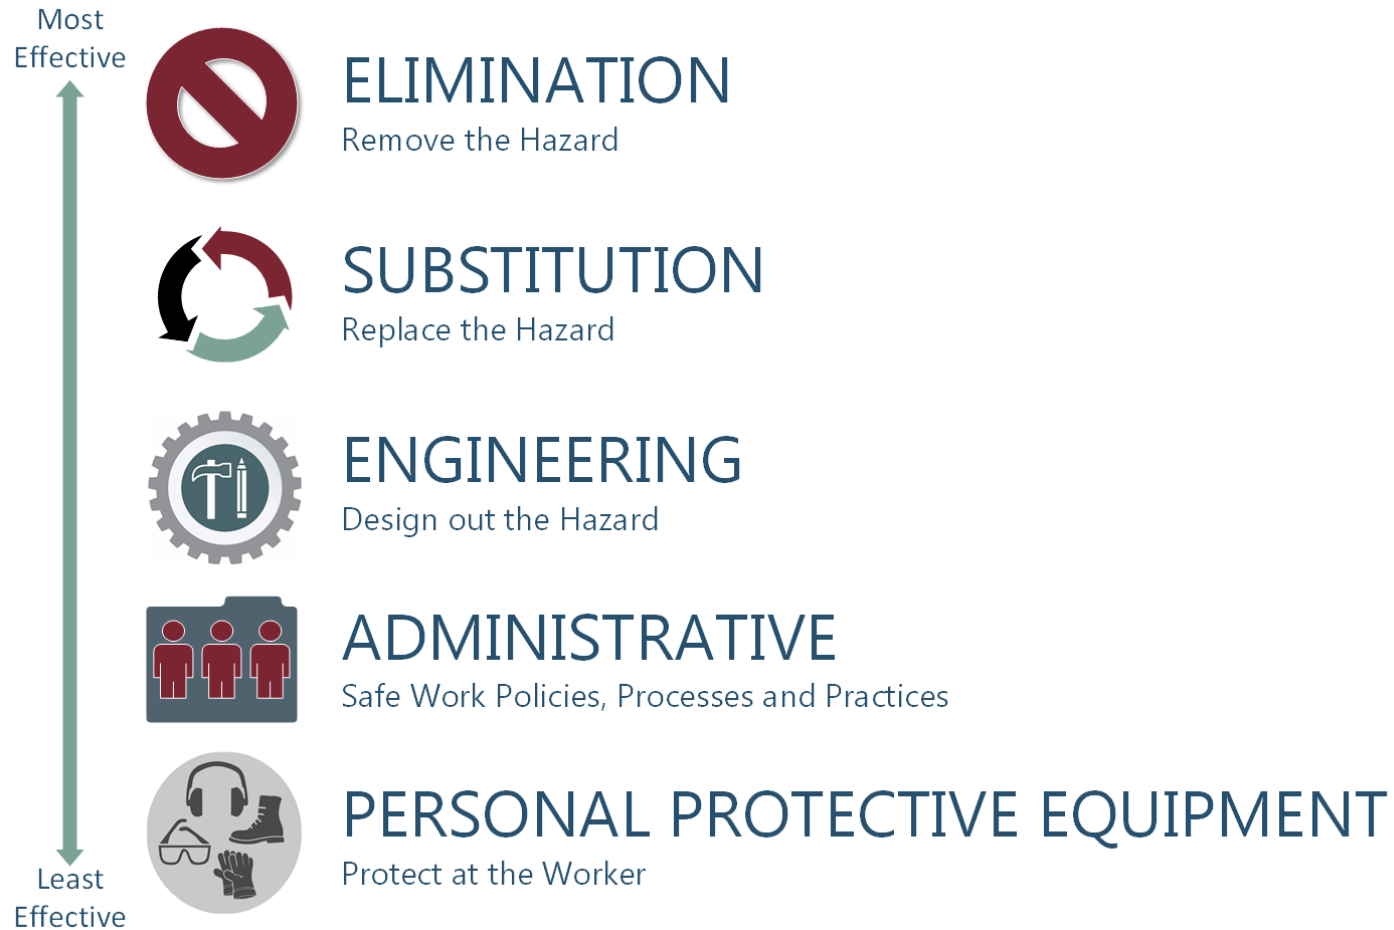 Most
Effective
ELIMINATION
Remove the Hazard
SUBSTITUTION
Replace the Hazard
ENGINEERING
Design out the Hazard
ADMINISTRATIVE
Safe Work Policies, Processes and Practices
PERSONAL PROTECTIVE EQUIPMENT
Protect at the Worker
Least
Effective